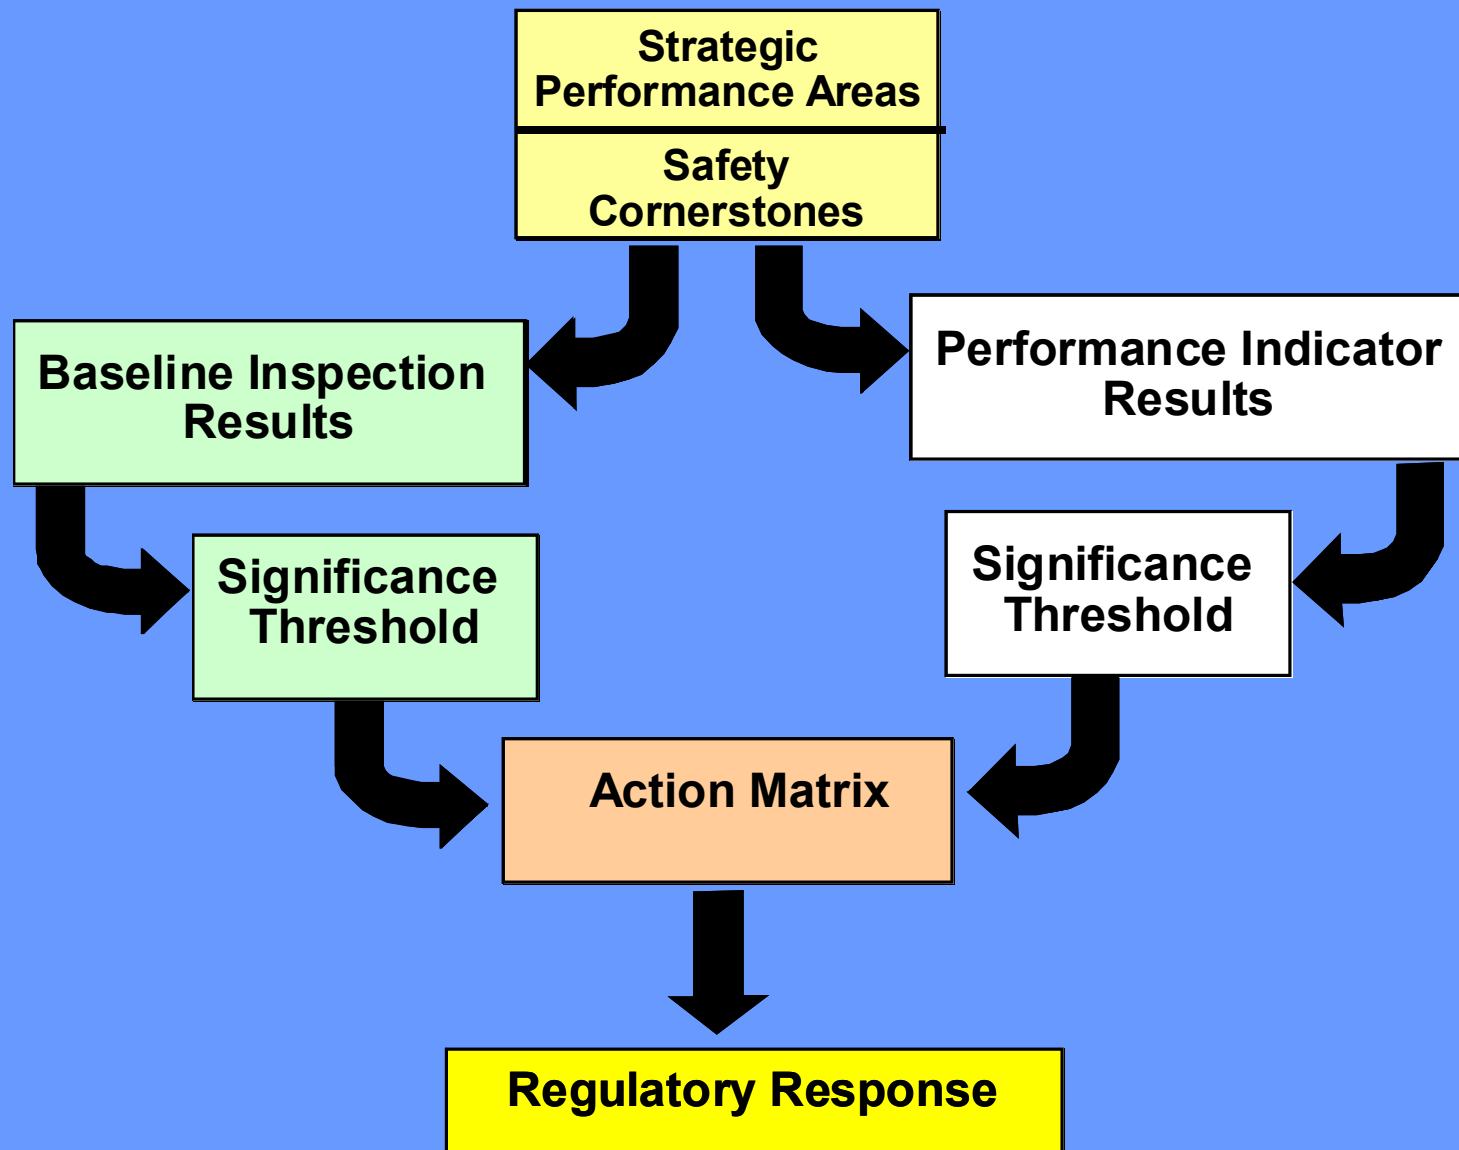 Strategic
Performance Areas
Safety
Cornerstones
Baseline Inspection
Results
Performance Indicator
Results
Significance
Threshold
Significance
Threshold
Action Matrix
Regulatory Response